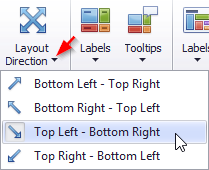 Layout
Direction
Labels
Tooltips
Bottom Left - Top Right
Bottom Right - Top Left
Top Left - Bottom Right
Top Right - Bottom Left